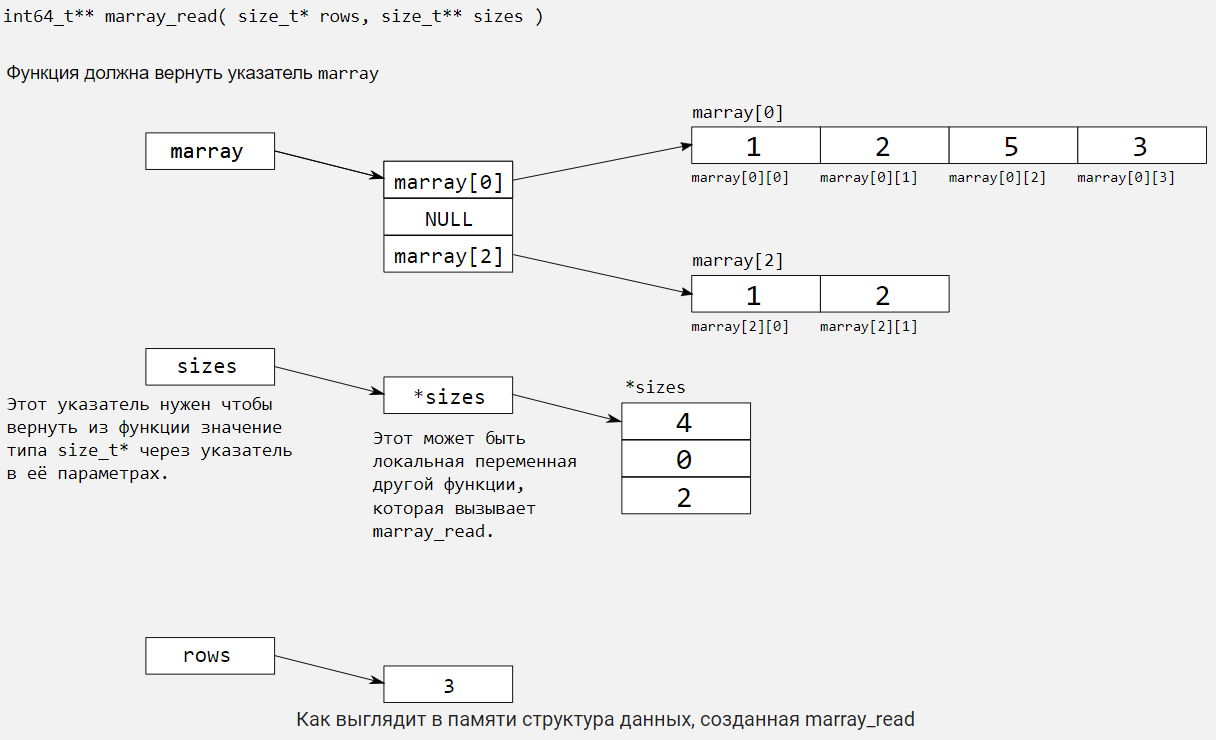 int64_t** marray_read( size_t* rows, size_t** sizes )
Функция должна вернуть указатель marray
marray
marray[0]
NULL
marray[2]
marray[0]
1 2 5 3
marray[0][0] marray[0][1] marray[0][2] marray[0][3]
marray[2]
1 2
marray[2][0] marray[2][1]
sizes
Этот указатель нужен чтобы
вернуть из функции значение
типа size_t* через указатель
в её параметрах.
*sizes
Этот может быть
локальная переменная
другой функции,
которая вызывает
marray_read.
*sizes
4
0
2
rows
3
Как выглядит в памяти структура данных, созданная marray_read